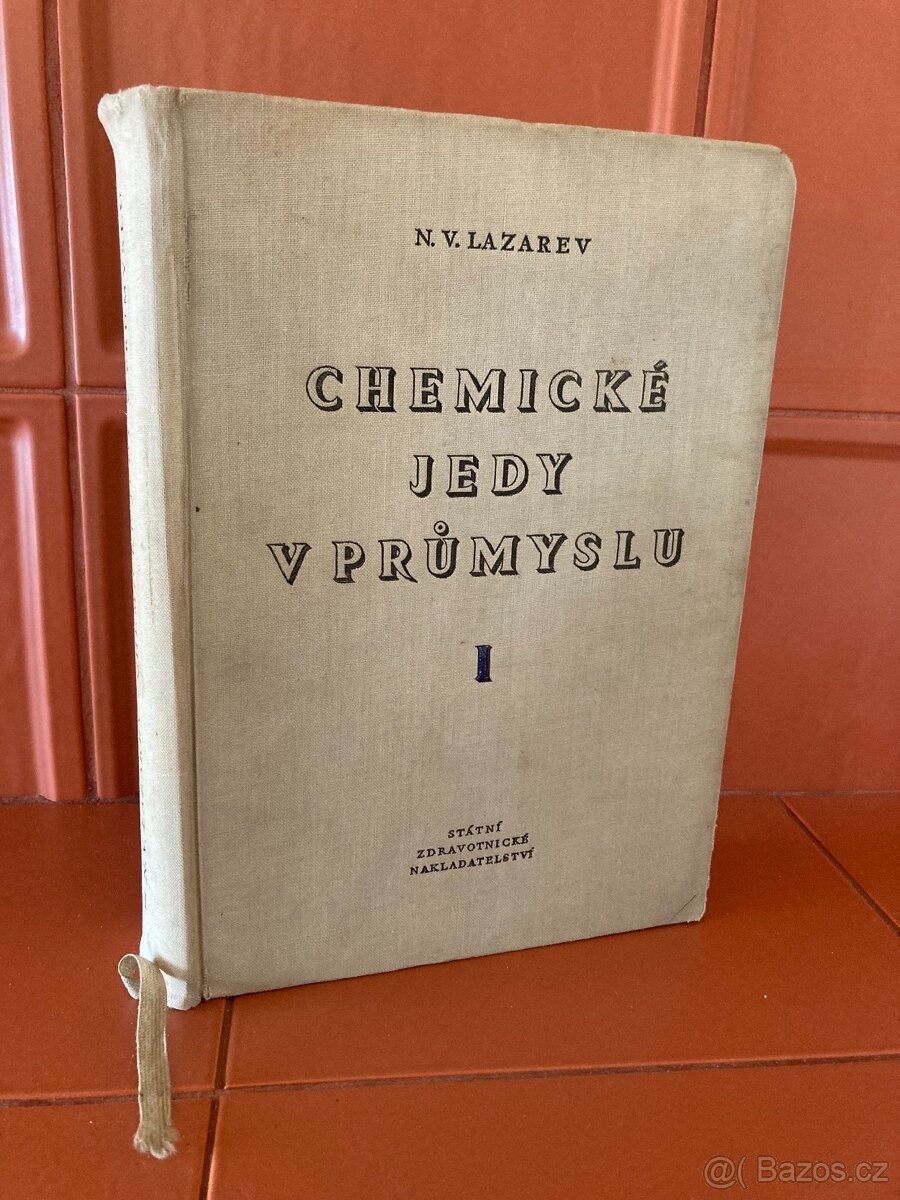 N. V. LAZAREV
CHEMICKÉ
JEDY
V PRŮMYSLU
I
STÁTNÍ
ZDRAVOTNICKÉ
NAKLADATELSTVÍ
@( Bazos.cz